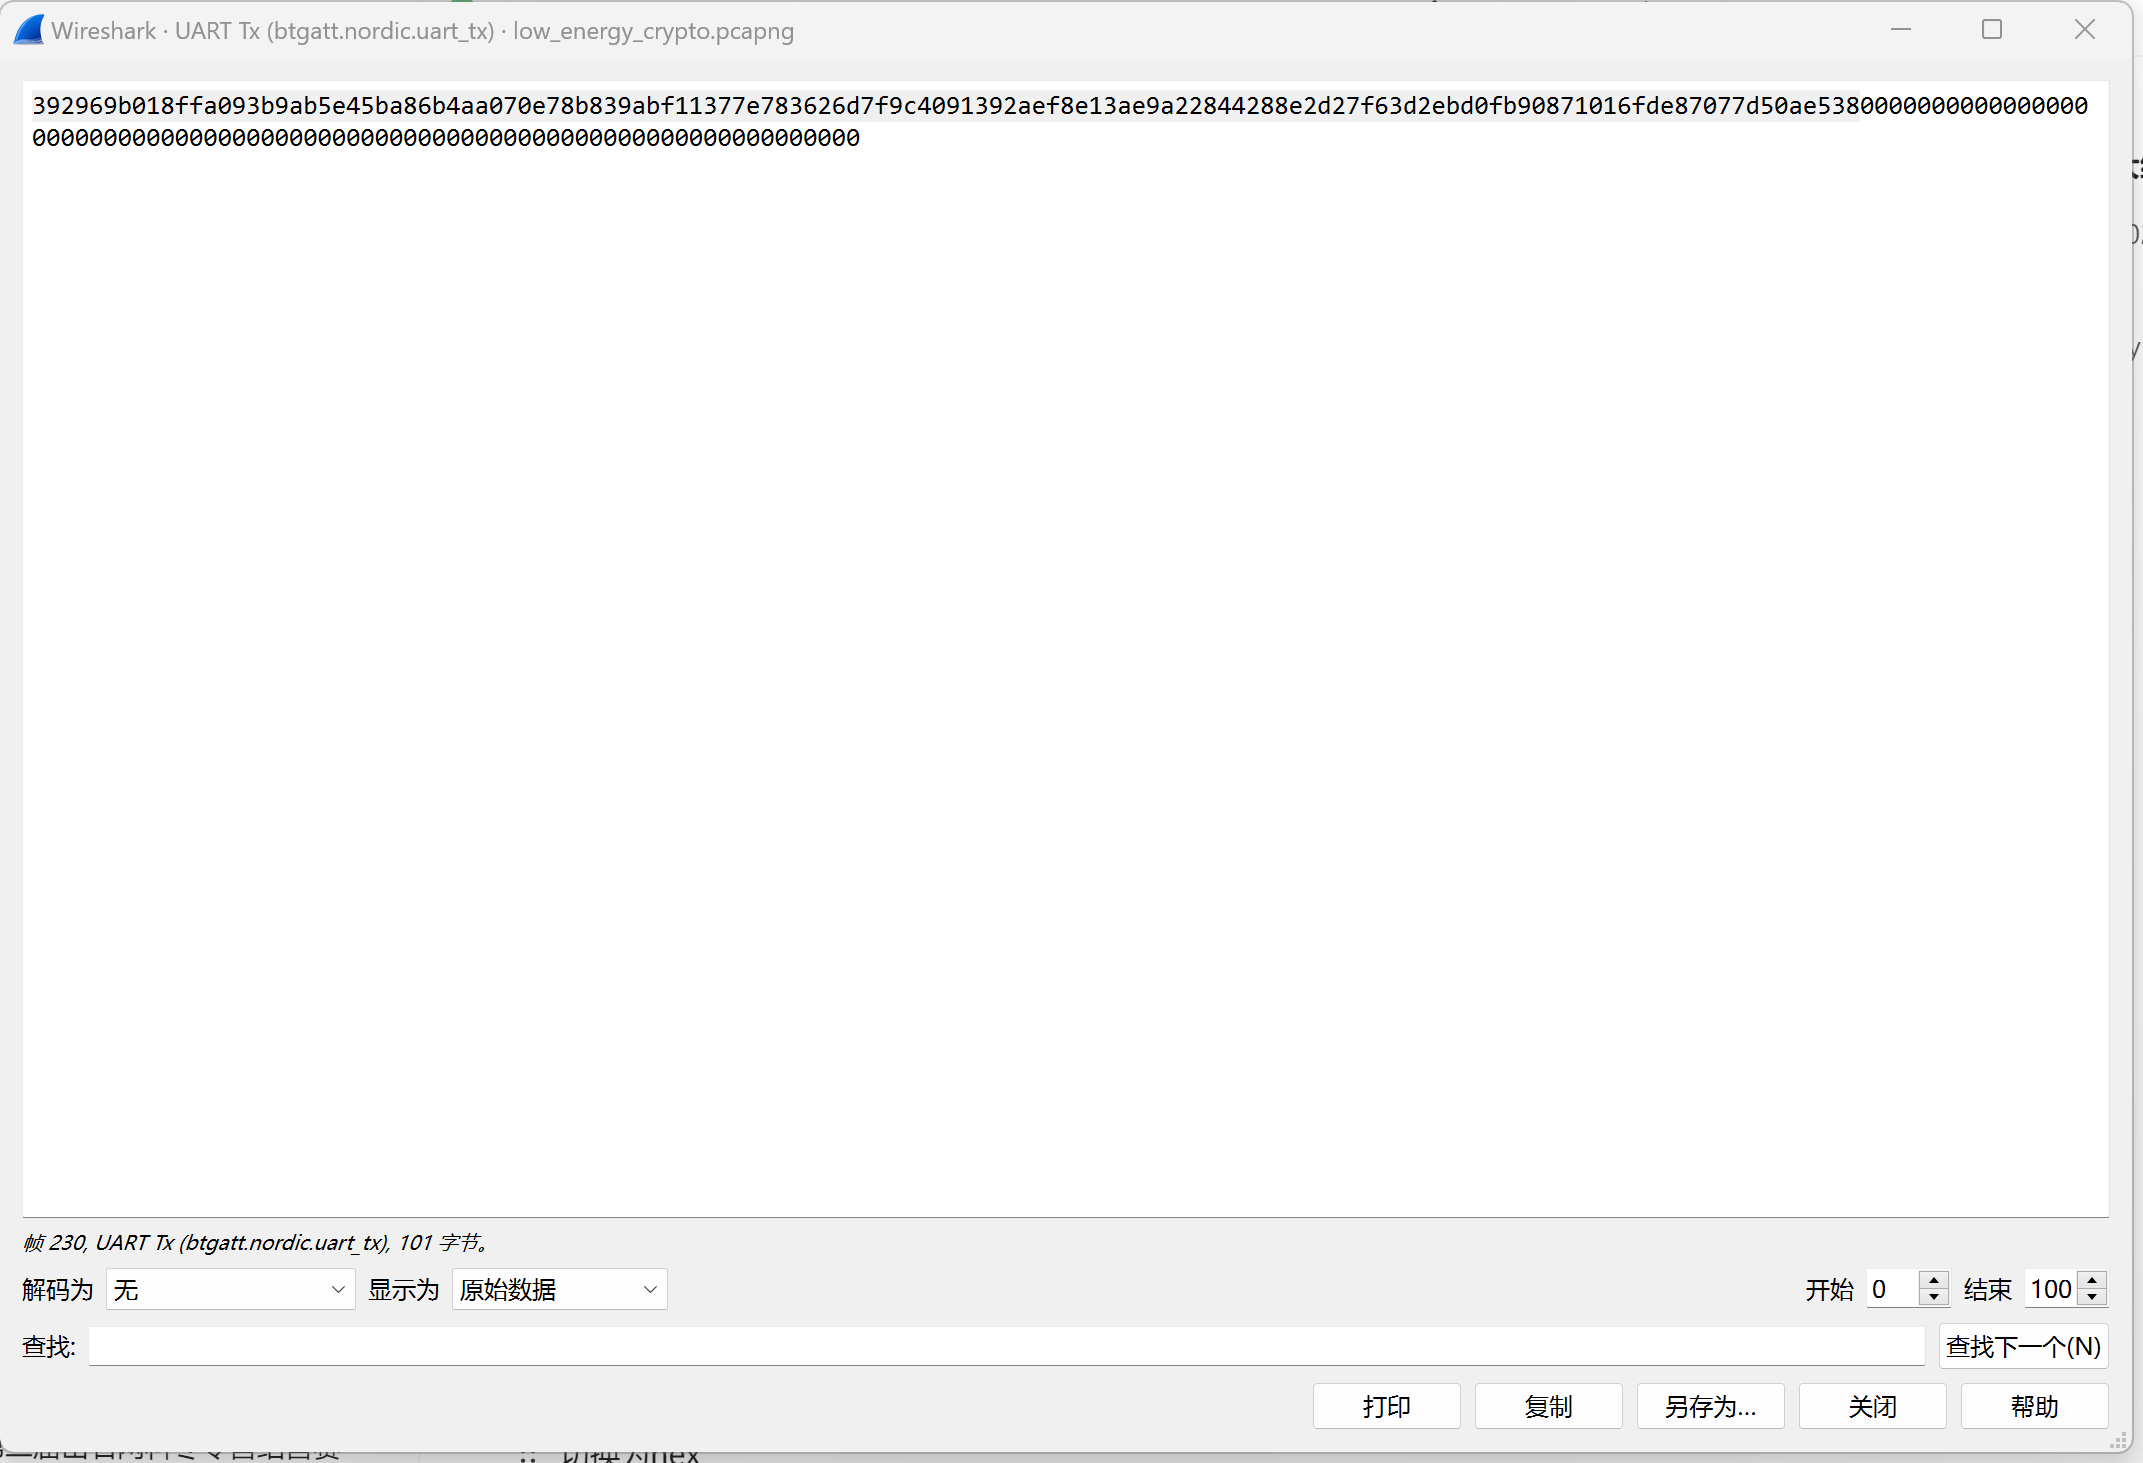 Wireshark · UART Tx (btgatt.nordic.uart_tx) · low_energy_crypto.pcapng
392969b018ffa093b9ab5e45ba86b4aa070e78b839abf11377e783626d7f9c4091392aef8e13ae9a22844288e2d27f63d2ebd0fb90871016fde87077d50ae5380000000000000000
0000000000000000000000000000000000000000000000000000000000
帧 230, UART Tx (btgatt.nordic.uart_tx), 101 字节。
解码为 无 显示为 原始数据 开始 0 结束 100
查找: 查找下一个(N)
打印 复制 另存为... 关闭 帮助